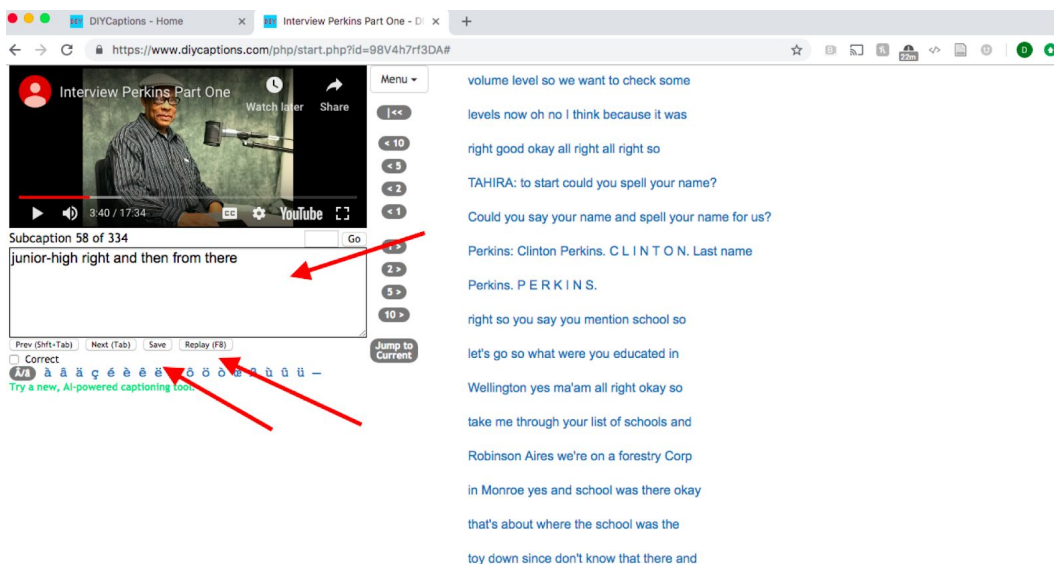 DIYCaptions - Home
Interview Perkins Part One - D
https://www.diycaptions.com/php/start.php?id=98V4h7rf3DA#
22m
D
Interview Perkins Part One
Watch later
Share
3:40 / 17:34
CC
YouTube
Subcaption 58 of 334
Go
junior-high right and then from there
Prev (Shft+Tab)
Next (Tab)
Save
Replay (F8)
Correct
Try a new, AI-powered captioning tool.
Menu
|<<
< 10
< 5
< 2
< 1
2 >
5 >
10 >
Jump to
Current
volume level so we want to check some
levels now oh no I think because it was
right good okay all right all right so
TAHIRA: to start could you spell your name?
Could you say your name and spell your name for us?
Perkins: Clinton Perkins. C L I N T O N. Last name
Perkins. P E R K I N S.
right so you say you mention school so
let's go so what were you educated in
Wellington yes ma'am all right okay so
take me through your list of schools and
Robinson Aires we're on a forestry Corp
in Monroe yes and school was there okay
that's about where the school was the
toy down since don't know that there and